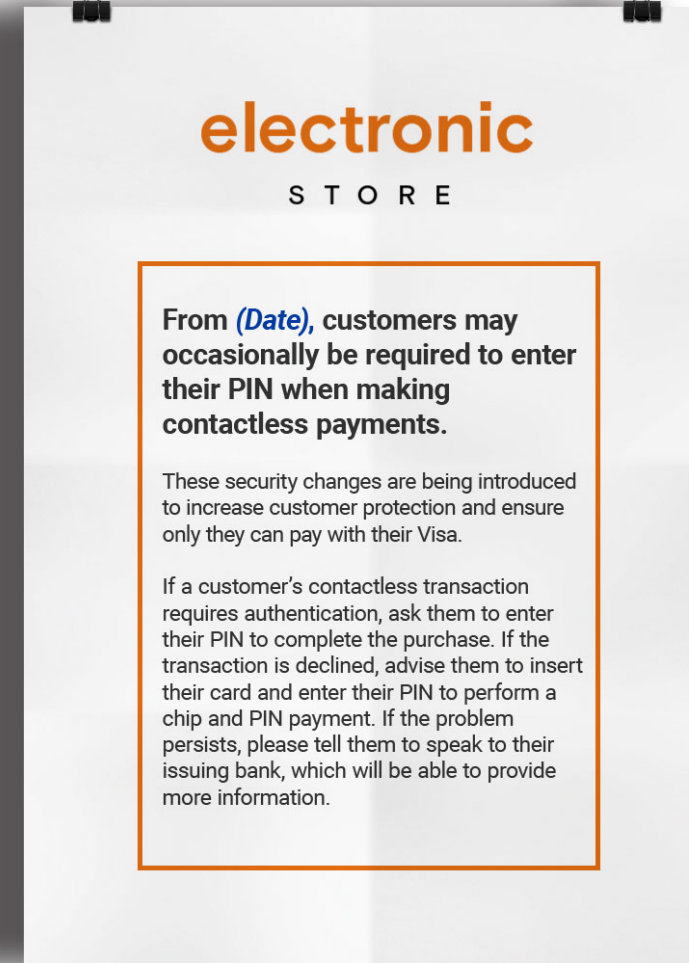 electronic
STORE
From (Date), customers may
occasionally be required to enter
their PIN when making
contactless payments.
These security changes are being introduced
to increase customer protection and ensure
only they can pay with their Visa.
If a customer’s contactless transaction
requires authentication, ask them to enter
their PIN to complete the purchase. If the
transaction is declined, advise them to insert
their card and enter their PIN to perform a
chip and PIN payment. If the problem
persists, please tell them to speak to their
issuing bank, which will be able to provide
more information.